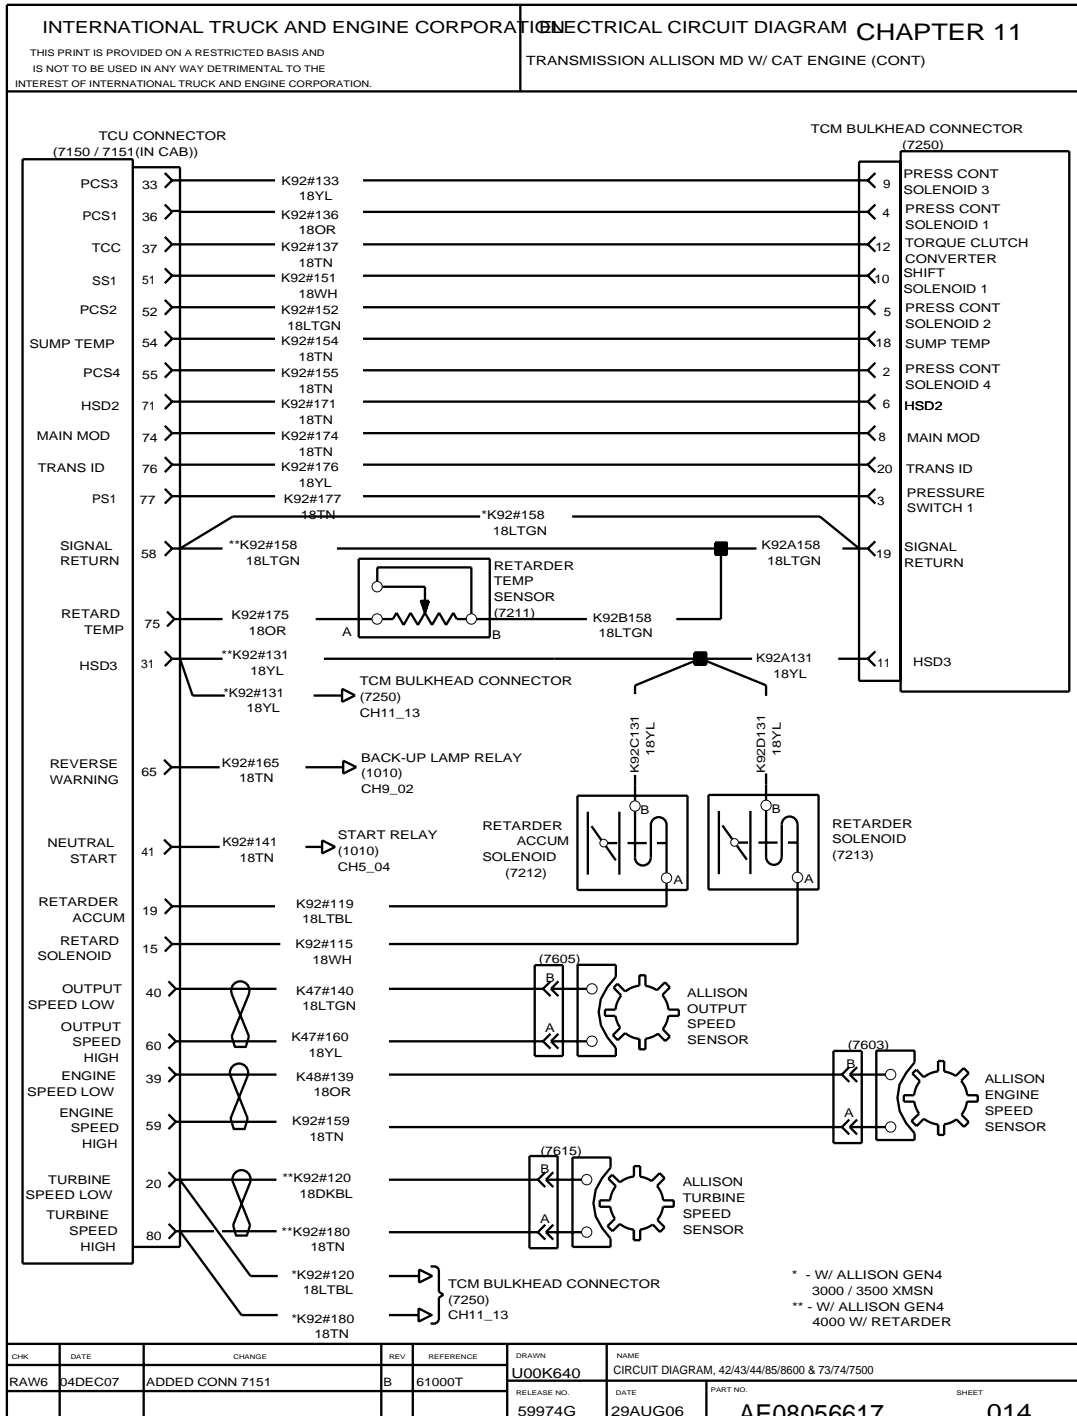 INTERNATIONAL TRUCK AND ENGINE CORPORATION
ELECTRICAL CIRCUIT DIAGRAM
CHAPTER 11
THIS PRINT IS PROVIDED ON A RESTRICTED BASIS AND
IS NOT TO BE USED IN ANY WAY DETRIMENTAL TO THE
INTEREST OF INTERNATIONAL TRUCK AND ENGINE CORPORATION.
TRANSMISSION ALLISON MD W/ CAT ENGINE (CONT)
TCU CONNECTOR
(7150 / 7151(IN CAB))
TCM BULKHEAD CONNECTOR
(7250)
PCS3 33 K92#133 9 PRESS CONT
18YL SOLENOID 3
PCS1 36 K92#136 4 PRESS CONT
18OR SOLENOID 1
TCC 37 K92#137 12 TORQUE CLUTCH
18TN CONVERTER
SS1 51 K92#151 10 SHIFT
18WH SOLENOID 1
PCS2 52 K92#152 5 PRESS CONT
18LTGN SOLENOID 2
SUMP TEMP 54 K92#154 18 SUMP TEMP
18TN
PCS4 55 K92#155 2 PRESS CONT
18TN SOLENOID 4
HSD2 71 K92#171 6 HSD2
18TN
MAIN MOD 74 K92#174 8 MAIN MOD
18TN
TRANS ID 76 K92#176 20 TRANS ID
18YL
PS1 77 K92#177 3 PRESSURE
18TN SWITCH 1
*K92#158
18LTGN
SIGNAL
RETURN
58
**K92#158
18LTGN
K92A158
18LTGN
19
SIGNAL
RETURN
RETARDER
TEMP
SENSOR
(7211)
RETARD
TEMP
75
K92#175
18OR
A
B
K92B158
18LTGN
HSD3
31
**K92#131
18YL
K92A131
18YL
11
HSD3
*K92#131
18YL
TCM BULKHEAD CONNECTOR
(7250)
CH11_13
K92C131
18YL
K92D131
18YL
REVERSE
WARNING
65
K92#165
18TN
BACK-UP LAMP RELAY
(1010)
CH9_02
NEUTRAL
START
41
K92#141
18TN
START RELAY
(1010)
CH5_04
RETARDER
ACCUM
SOLENOID
(7212)
B
A
B
A
RETARDER
SOLENOID
(7213)
RETARDER
ACCUM
19
K92#119
18LTBL
RETARD
SOLENOID
15
K92#115
18WH
OUTPUT
SPEED LOW
40
K47#140
18LTGN
(7605)
B
A
ALLISON
OUTPUT
SPEED
SENSOR
OUTPUT
SPEED
HIGH
60
K47#160
18YL
ENGINE
SPEED LOW
39
K48#139
18OR
(7603)
B
A
ALLISON
ENGINE
SPEED
SENSOR
ENGINE
SPEED
HIGH
59
K92#159
18TN
TURBINE
SPEED LOW
20
**K92#120
18DKBL
(7615)
B
A
ALLISON
TURBINE
SPEED
SENSOR
TURBINE
SPEED
HIGH
80
**K92#180
18TN
*K92#120
18LTBL
*K92#180
18TN
TCM BULKHEAD CONNECTOR
(7250)
CH11_13
* - W/ ALLISON GEN4
3000 / 3500 XMSN
** - W/ ALLISON GEN4
4000 W/ RETARDER
CHK DATE CHANGE REV REFERENCE
RAW6 04DEC07 ADDED CONN 7151 B 61000T
DRAWN
U00K640
NAME
CIRCUIT DIAGRAM, 42/43/44/85/8600 & 73/74/7500
RELEASE NO.
59974G
DATE
29AUG06
PART NO.
AE08056617
SHEET
014